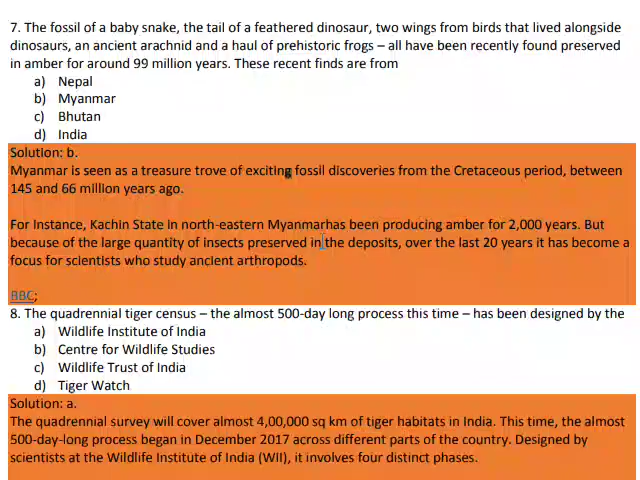 7. The fossil of a baby snake, the tail of a feathered dinosaur, two wings from birds that lived alongside
dinosaurs, an ancient arachnid and a haul of prehistoric frogs – all have been recently found preserved
in amber for around 99 million years. These recent finds are from
a) Nepal
b) Myanmar
c) Bhutan
d) India
Solution: b.
Myanmar is seen as a treasure trove of exciting fossil discoveries from the Cretaceous period, between
145 and 66 million years ago.
For Instance, Kachin State in north-eastern Myanmarhas been producing amber for 2,000 years. But
because of the large quantity of insects preserved in the deposits, over the last 20 years it has become a
focus for scientists who study ancient arthropods.
BBC;
8. The quadrennial tiger census – the almost 500-day long process this time – has been designed by the
a) Wildlife Institute of India
b) Centre for Wildlife Studies
c) Wildlife Trust of India
d) Tiger Watch
Solution: a.
The quadrennial survey will cover almost 4,00,000 sq km of tiger habitats in India. This time, the almost
500-day-long process began in December 2017 across different parts of the country. Designed by
scientists at the Wildlife Institute of India (WII), it involves four distinct phases.